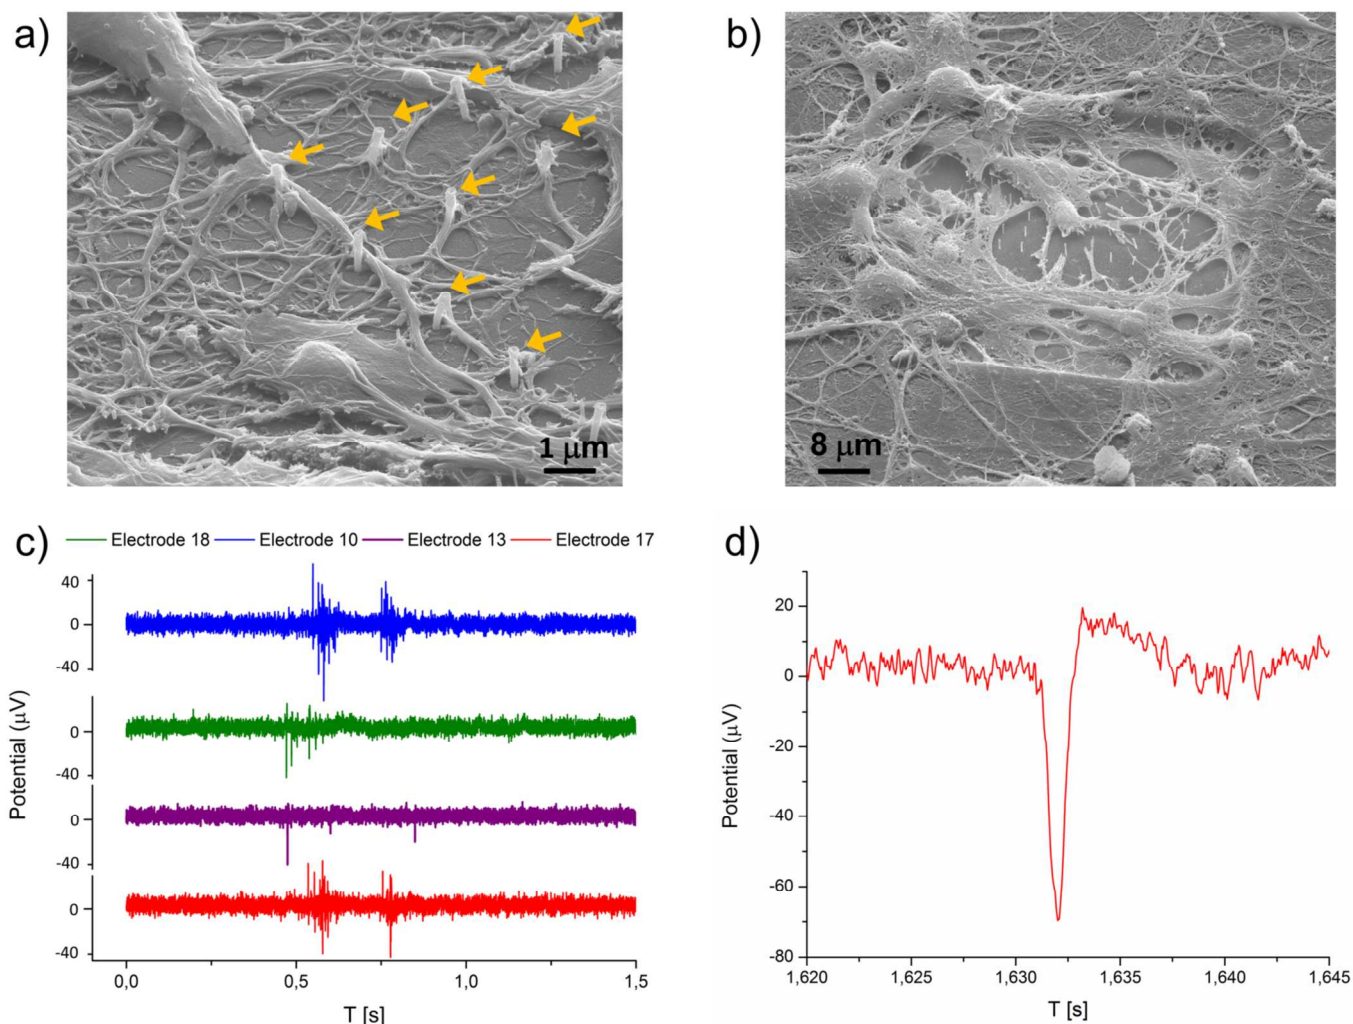 a)
b)
1 μm
8 μm
c)
Electrode 18 Electrode 10 Electrode 13 Electrode 17
40
0
-40
0
-40
0
-40
0
-40
Potential (μV)
0,0 0,5 1,0 1,5
T [s]
d)
20
0
-20
-40
-60
-80
Potential (μV)
1,620 1,625 1,630 1,635 1,640 1,645
T [s]